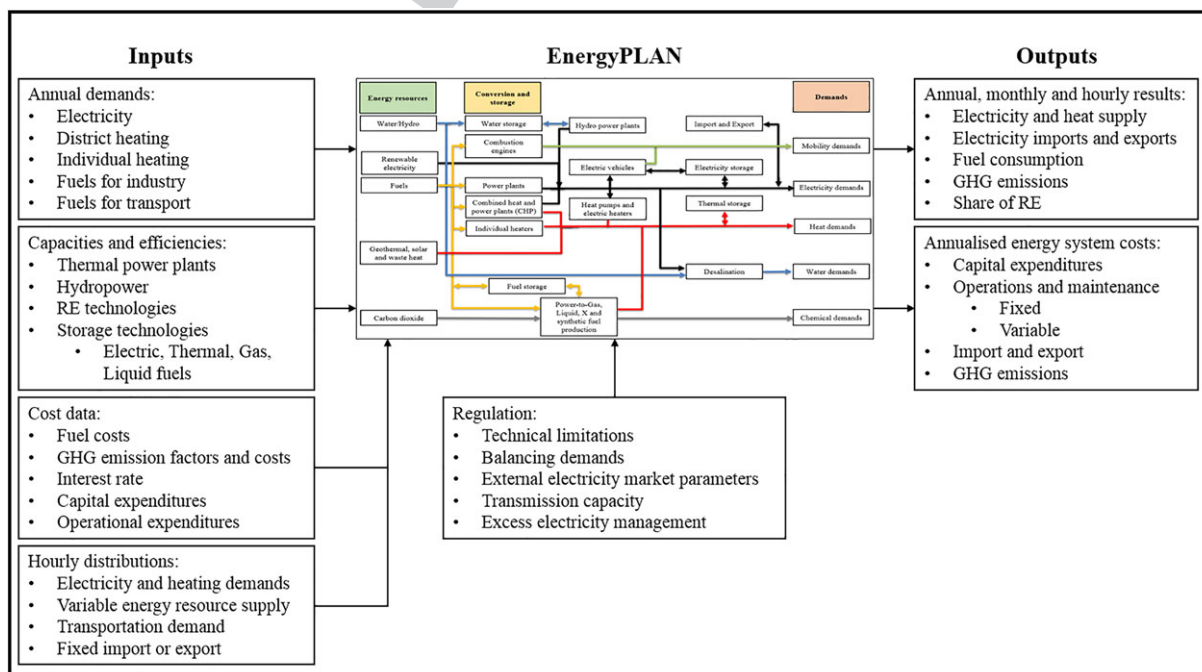 Inputs
EnergyPLAN
Outputs
Annual demands:
• Electricity
• District heating
• Individual heating
• Fuels for industry
• Fuels for transport
Capacities and efficiencies:
• Thermal power plants
• Hydropower
• RE technologies
• Storage technologies
• Electric, Thermal, Gas,
Liquid fuels
Cost data:
• Fuel costs
• GHG emission factors and costs
• Interest rate
• Capital expenditures
• Operational expenditures
Hourly distributions:
• Electricity and heating demands
• Variable energy resource supply
• Transportation demand
• Fixed import or export
Energy resources
Conversion and
storage
Demands
Water/Hydro
Water storage
Hydro power plants
Import and Export
Combustion
engines
Mobility demands
Renewable
electricity
Electric vehicles
Electricity storage
Fuels
Power plants
Electricity demands
Combined heat and
power plants (CHP)
Heat pumps and
electric heaters
Thermal storage
Individual heaters
Heat demands
Geothermal, solar
and waste heat
Desalination
Water demands
Fuel storage
Power-to-Gas,
Liquid, X and
synthetic fuel
production
Carbon dioxide
Chemical demands
Regulation:
• Technical limitations
• Balancing demands
• External electricity market parameters
• Transmission capacity
• Excess electricity management
Annual, monthly and hourly results:
• Electricity and heat supply
• Electricity imports and exports
• Fuel consumption
• GHG emissions
• Share of RE
Annualised energy system costs:
• Capital expenditures
• Operations and maintenance
• Fixed
• Variable
• Import and export
• GHG emissions